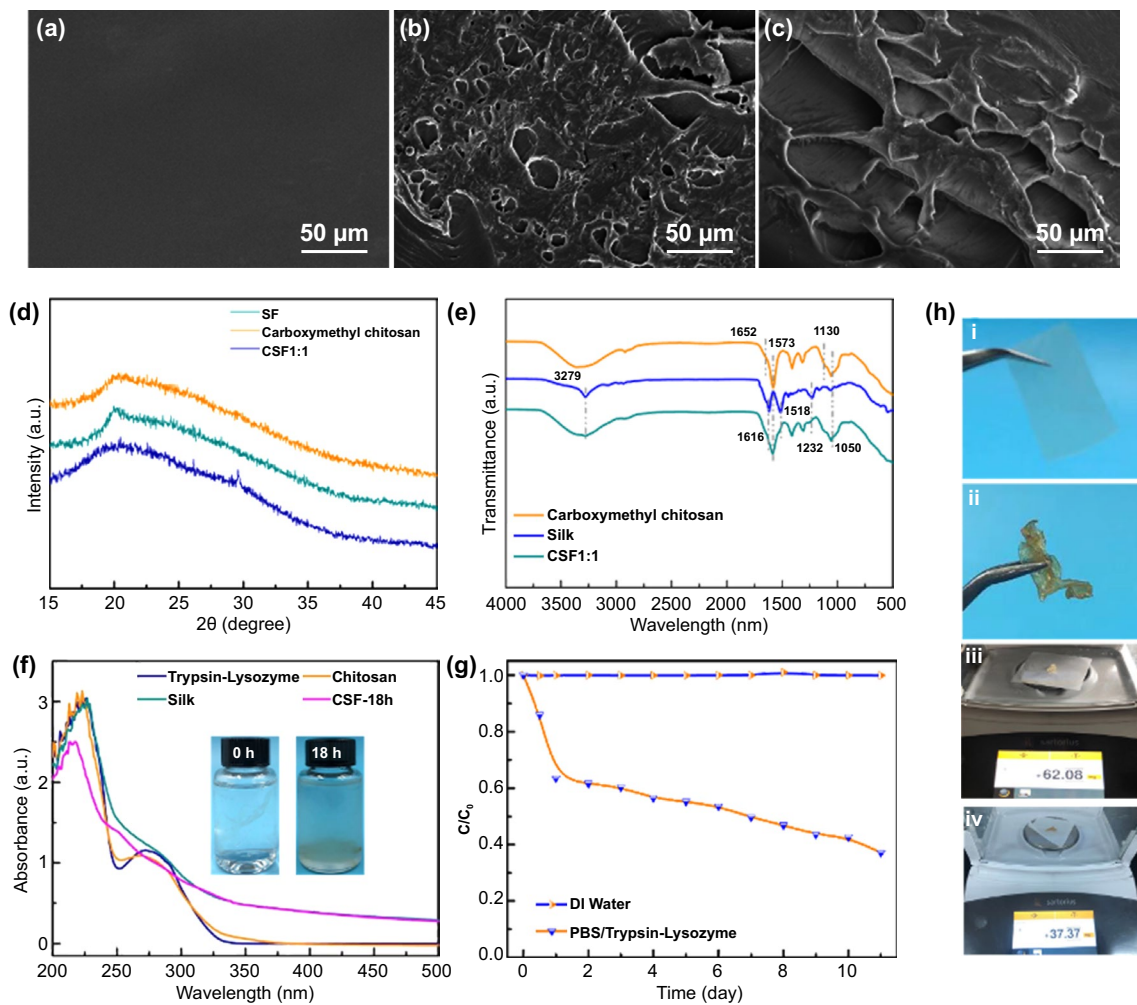 (a)
50 µm
(b)
50 µm
(c)
50 µm
(d)
SF
Carboxymethyl chitosan
CSF1:1
Intensity (a.u.)
15 20 25 30 35 40 45
2θ (degree)
(e)
1652
1573
1130
3279
1616
1518
1232
1050
Transmittance (a.u.)
Carboxymethyl chitosan
Silk
CSF1:1
4000 3500 3000 2500 2000 1500 1000 500
Wavelength (nm)
(f)
Trypsin-Lysozyme
Chitosan
Silk
CSF-18h
0 h
18 h
Absorbance (a.u.)
3
2
1
0
200 250 300 350 400 450 500
Wavelength (nm)
(g)
C/C₀
1.0
0.8
0.6
0.4
0.2
0.0
DI Water
PBS/Trypsin-Lysozyme
0 2 4 6 8 10
Time (day)
(h)
i
ii
iii
sartorius
62.08
iv
sartorius
37.37